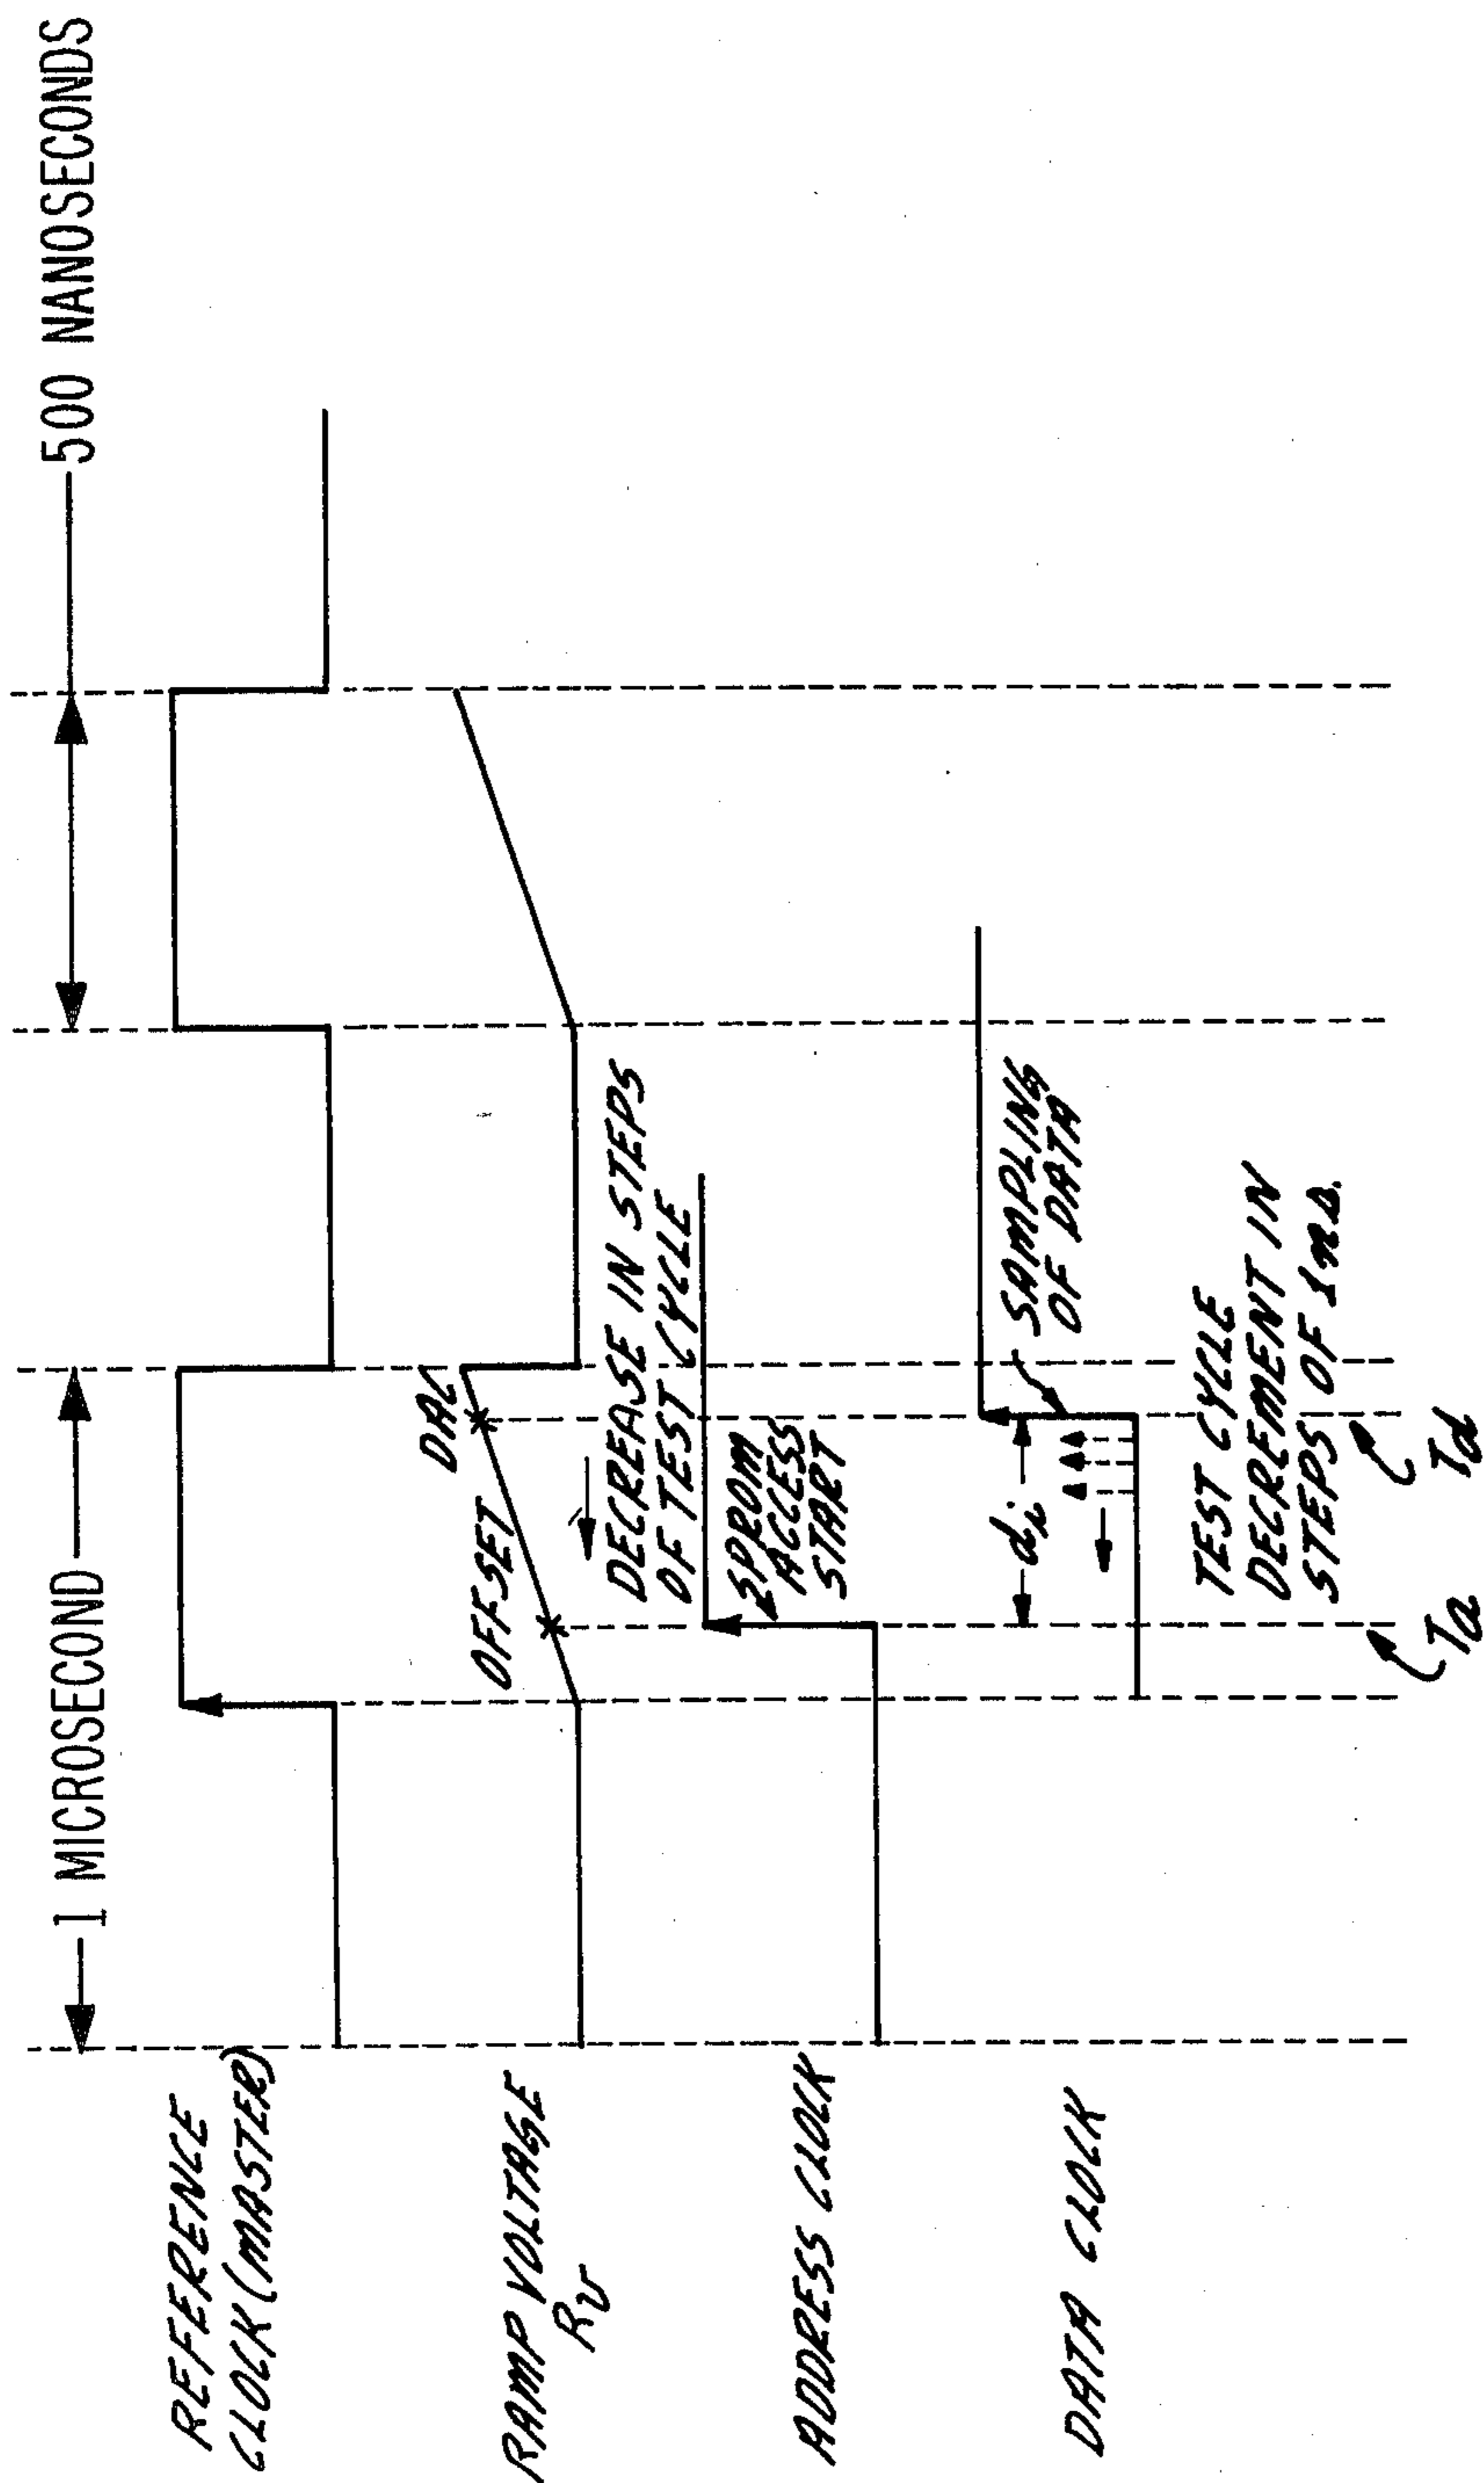 1 MICROSECOND
500 NANOSECONDS
REFERENCE
CLOCK (MASTER)
RAMP VOLTAGE
Rv
OFFSET
DAC
DECREASE IN STEPS
OF TEST CYCLE
ADDRESS CLOCK
SPROM
ACCESS
START
DATA CLOCK
di
SAMPLING
OF DATA
TEST CYCLE
DECREMENT IN
STEPS OF 1ns.
Ta
Td